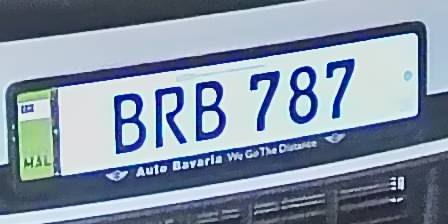 BRB 787
MAL
Auto Bavaria We Go The Distance